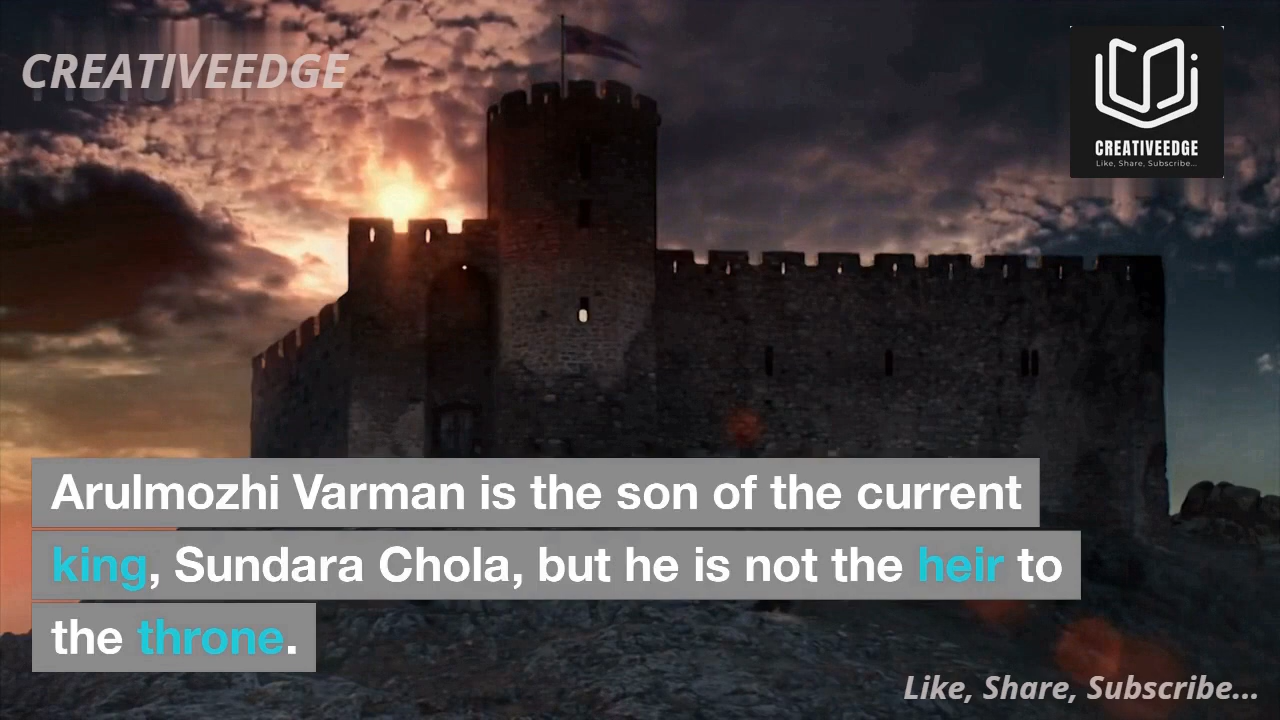 CREATIVEEDGE
CREATIVEEDGE
Like, Share, Subscribe...
Arulmozhi Varman is the son of the current
king, Sundara Chola, but he is not the heir to
the throne.
Like, Share, Subscribe...